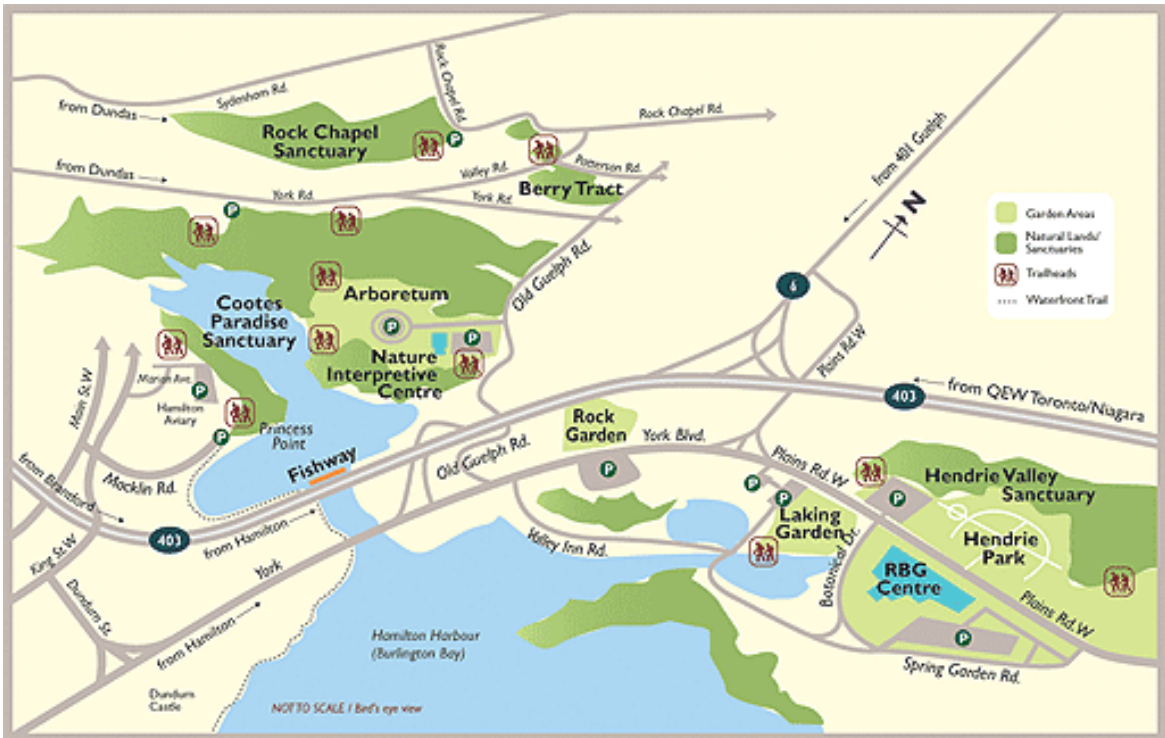 from Dundas
Sydenham Rd.
Rock Chapel Rd.
Rock Chapel Rd.
Rock Chapel
Sanctuary
P
from Dundas
York Rd.
Valley Rd.
York Rd.
Patterson Rd.
Berry Tract
from 401 Guelph
N
Garden Areas
Natural Lands/
Sanctuaries
Trailheads
Waterfront Trail
P
Old Guelph Rd.
6
Plains Rd.W
Cootes
Paradise
Sanctuary
Arboretum
P
P
Nature
Interpretive
Centre
Main St.W
Marion Ave.
P
Hamilton
Aviary
P
Princess
Point
Macklin Rd.
Fishway
Old Guelph Rd.
403
from QEW Toronto/Niagara
Rock
Garden
P
York Blvd.
Plains Rd.W
P
P
Laking
Garden
P
Hendrie Valley
Sanctuary
Hendrie
Park
from Branford
403
from Hamilton
King St.W
York
Dundurn St.
from Hamilton
Valley Inn Rd.
Botanical Dr.
RBG
Centre
P
Plains Rd.W
Spring Garden Rd.
Hamilton Harbour
(Burlington Bay)
Dundurn
Castle
NOT TO SCALE / Bird's eye view